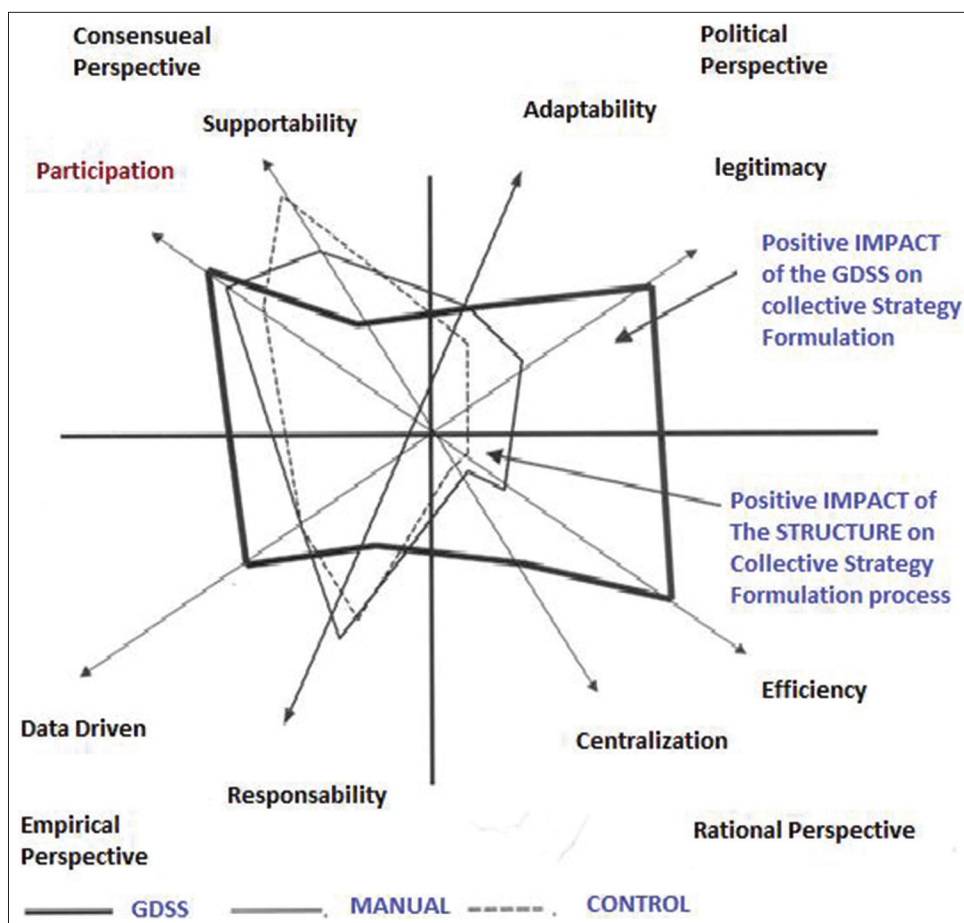 Consensueal
Perspective
Political
Perspective
Supportability
Adaptability
Participation
legitimacy
Positive IMPACT
of the GDSS on
collective Strategy
Formulation
Positive IMPACT of
The STRUCTURE on
Collective Strategy
Formulation process
Efficiency
Data Driven
Centralization
Responsability
Empirical
Perspective
Rational Perspective
GDSS MANUAL CONTROL